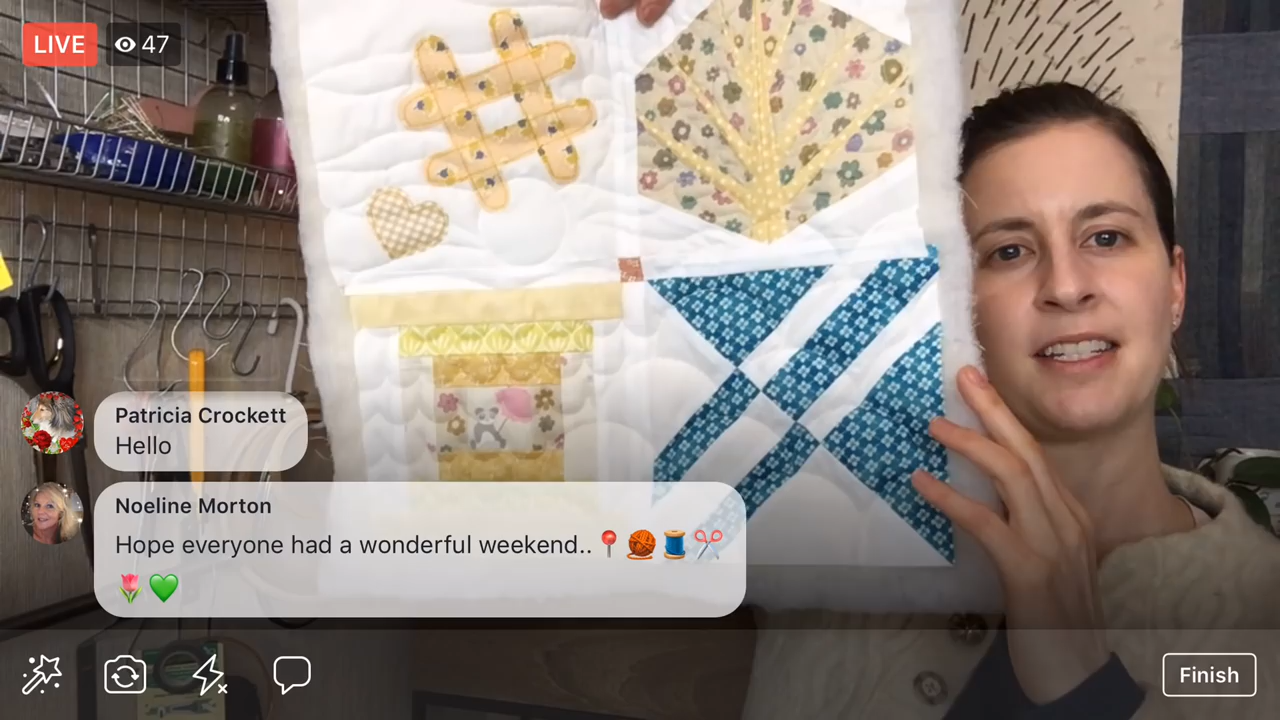 LIVE 47
Patricia Crockett
Hello
Noeline Morton
Hope everyone had a wonderful weekend.. 📍🧶🧵✂️
🌷💚
Finish